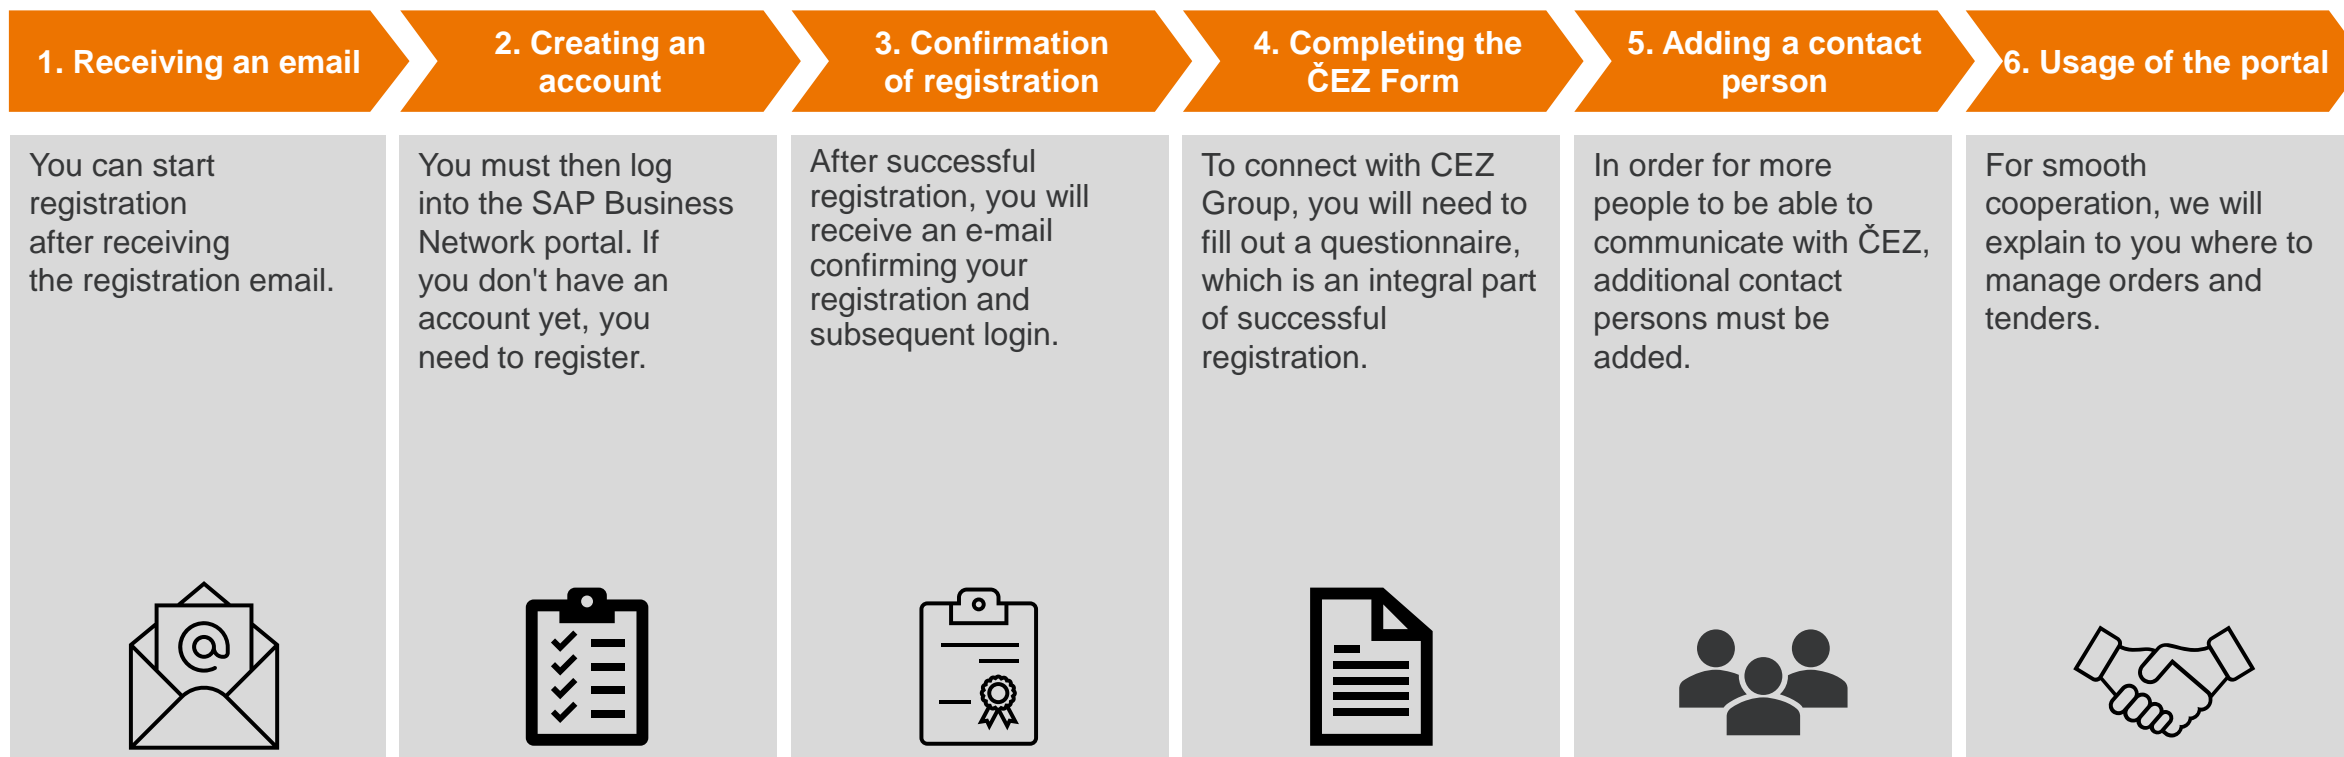 1. Receiving an email
2. Creating an
account
3. Confirmation
of registration
4. Completing the
ČEZ Form
5. Adding a contact
person
6. Usage of the portal
You can start
registration
after receiving
the registration email.
You must then log
into the SAP Business
Network portal. If
you don't have an
account yet, you
need to register.
After successful
registration, you will
receive an e-mail
confirming your
registration and
subsequent login.
To connect with CEZ
Group, you will need to
fill out a questionnaire,
which is an integral part
of successful
registration.
In order for more
people to be able to
communicate with ČEZ,
additional contact
persons must be
added.
For smooth
cooperation, we will
explain to you where to
manage orders and
tenders.
@